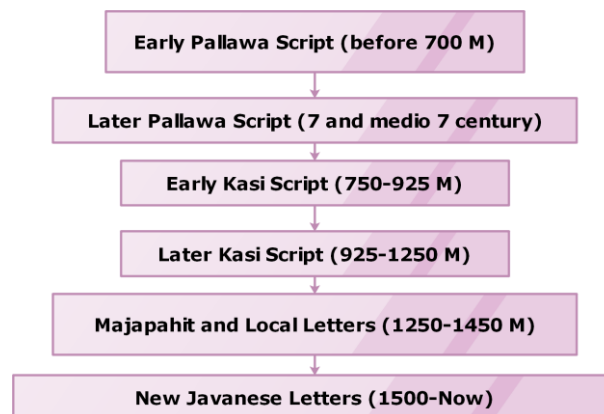 Early Pallawa Script (before 700 M)
Later Pallawa Script (7 and medio 7 century)
Early Kasi Script (750-925 M)
Later Kasi Script (925-1250 M)
Majapahit and Local Letters (1250-1450 M)
New Javanese Letters (1500-Now)